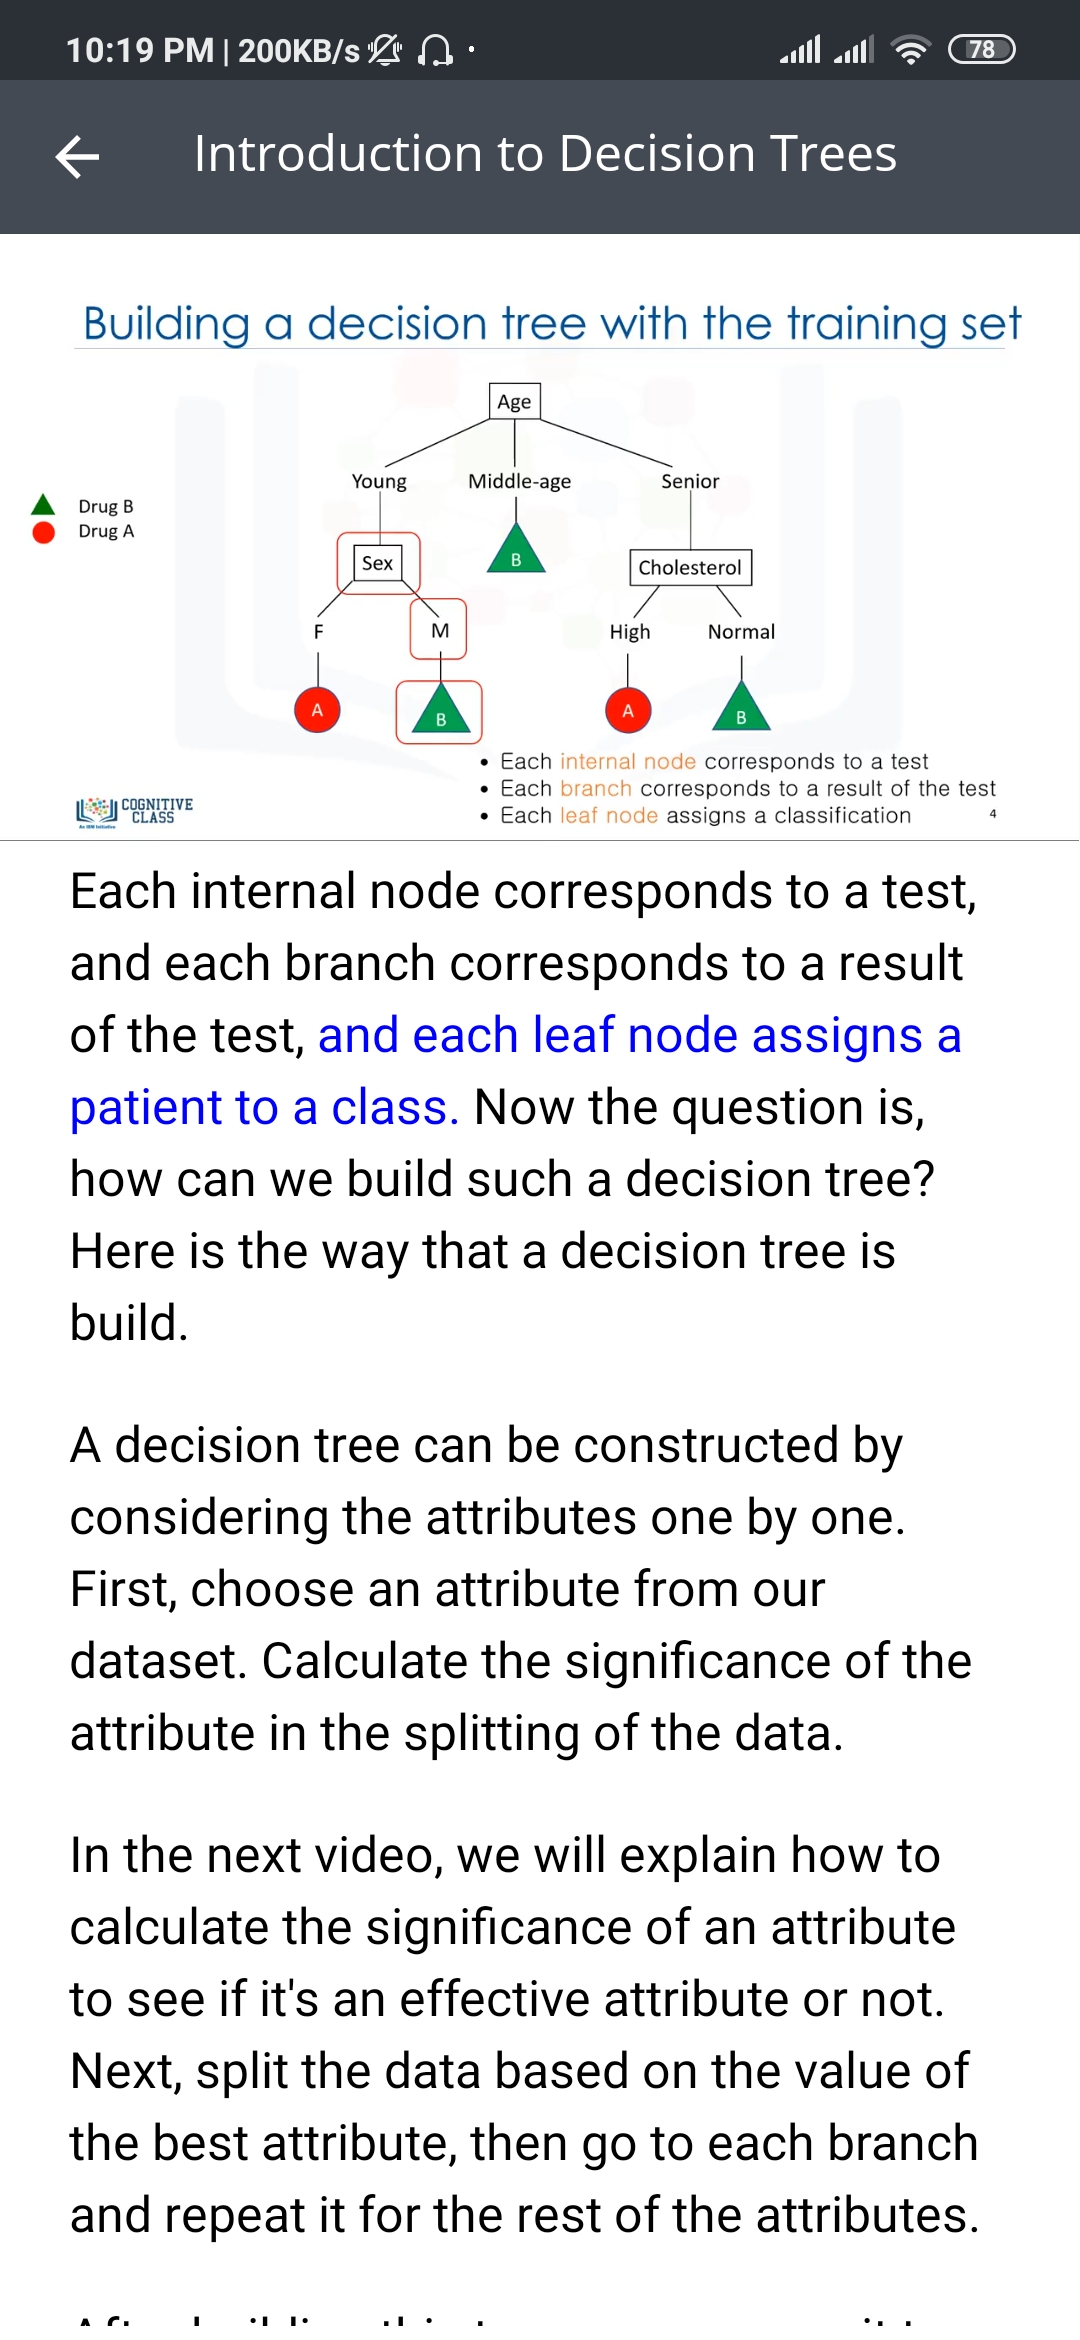 10:19 PM | 200KB/s
78
Introduction to Decision Trees
Building a decision tree with the training set
Age
Young Middle-age Senior
Drug B
Drug A
Sex B Cholesterol
F M High Normal
A B A B
• Each internal node corresponds to a test
• Each branch corresponds to a result of the test
• Each leaf node assigns a classification
4
COGNITIVE
CLASS
An IBM Initiative
Each internal node corresponds to a test,
and each branch corresponds to a result
of the test, and each leaf node assigns a
patient to a class. Now the question is,
how can we build such a decision tree?
Here is the way that a decision tree is
build.
A decision tree can be constructed by
considering the attributes one by one.
First, choose an attribute from our
dataset. Calculate the significance of the
attribute in the splitting of the data.
In the next video, we will explain how to
calculate the significance of an attribute
to see if it's an effective attribute or not.
Next, split the data based on the value of
the best attribute, then go to each branch
and repeat it for the rest of the attributes.